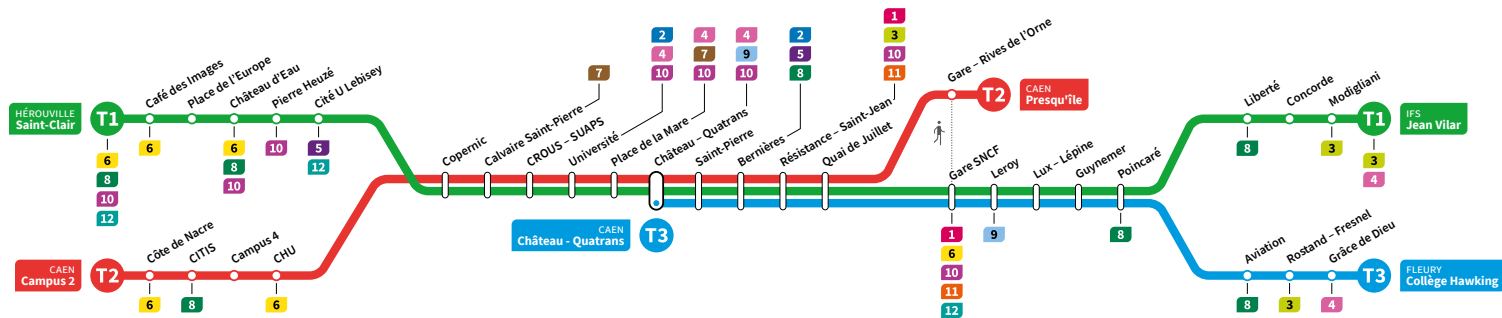 HÉROUVILLE
Saint-Clair
T1
6
8
10
12
Café des Images
6
Place de l'Europe
Château d'Eau
6
8
10
Pierre Heuzé
10
Cité U Lebisey
5
12
CAEN
Campus 2
T2
Côte de Nacre
6
CITIS
8
Campus 4
CHU
6
Copernic
Calvaire Saint-Pierre
7
CROUS – SUAPS
Université
2
4
10
Place de la Mare
4
7
10
Château – Quatrans
4
9
10
CAEN
Château - Quatrans
T3
Saint-Pierre
Bernières
2
5
8
Résistance – Saint-Jean
1
3
10
11
Quai de Juillet
Gare – Rives de l'Orne
T2
CAEN
Presqu'île
Gare SNCF
1
6
10
11
12
Leroy
9
Lux – Lépine
Guynemer
Poincaré
8
Liberté
8
Concorde
Modigliani
3
T1
IFS
Jean Vilar
3
4
Aviation
8
Rostand – Fresnel
3
Grâce de Dieu
4
T3
FLEURY
Collège Hawking